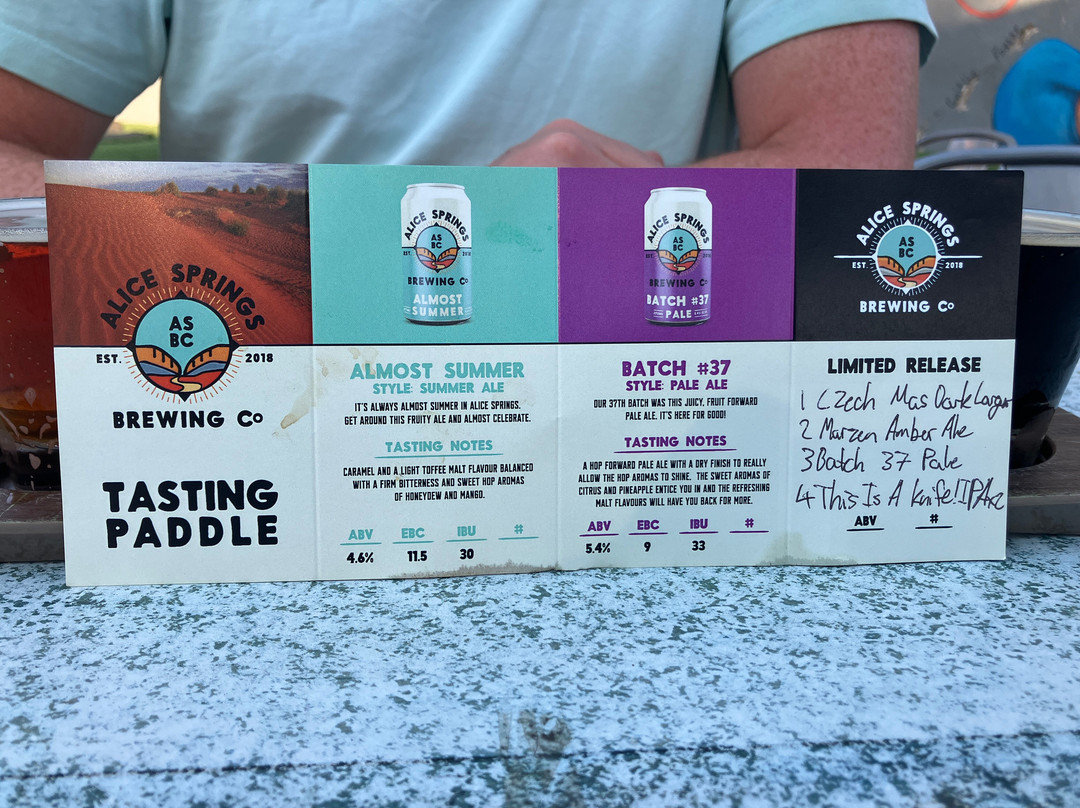 ALICE SPRINGS
AS
BC
EST. 2018
BREWING Co
TASTING
PADDLE
ALICE SPRINGS
AS
BC
EST. 2018
BREWING Co
ALMOST
SUMMER
ALMOST SUMMER
STYLE: SUMMER ALE
IT'S ALWAYS ALMOST SUMMER IN ALICE SPRINGS.
GET AROUND THIS FRUITY ALE AND ALMOST CELEBRATE.
TASTING NOTES
CARAMEL AND A LIGHT TOFFEE MALT FLAVOUR BALANCED
WITH A FIRM BITTERNESS AND SWEET HOP AROMAS
OF HONEYDEW AND MANGO.
ABV EBC IBU #
4.6% 11.5 30
ALICE SPRINGS
AS
BC
EST. 2018
BREWING Co
BATCH #37
PALE
BATCH #37
STYLE: PALE ALE
OUR 37TH BATCH WAS THIS JUICY, FRUIT FORWARD
PALE ALE. IT'S HERE FOR GOOD!
TASTING NOTES
A HOP FORWARD PALE ALE WITH A DRY FINISH TO REALLY
ALLOW THE HOP AROMAS TO SHINE. THE SWEET AROMAS OF
CITRUS AND PINEAPPLE ENTICE YOU IN AND THE REFRESHING
MALT FLAVOURS WILL HAVE YOU BACK FOR MORE.
ABV EBC IBU #
5.4% 9 33
ALICE SPRINGS
AS
BC
EST. 2018
BREWING Co
LIMITED RELEASE
1 Czech Mas Dark
2 Marzen Amber Ale
3 Batch 37 Pale
4 This Is A Knife! IPA
ABV #